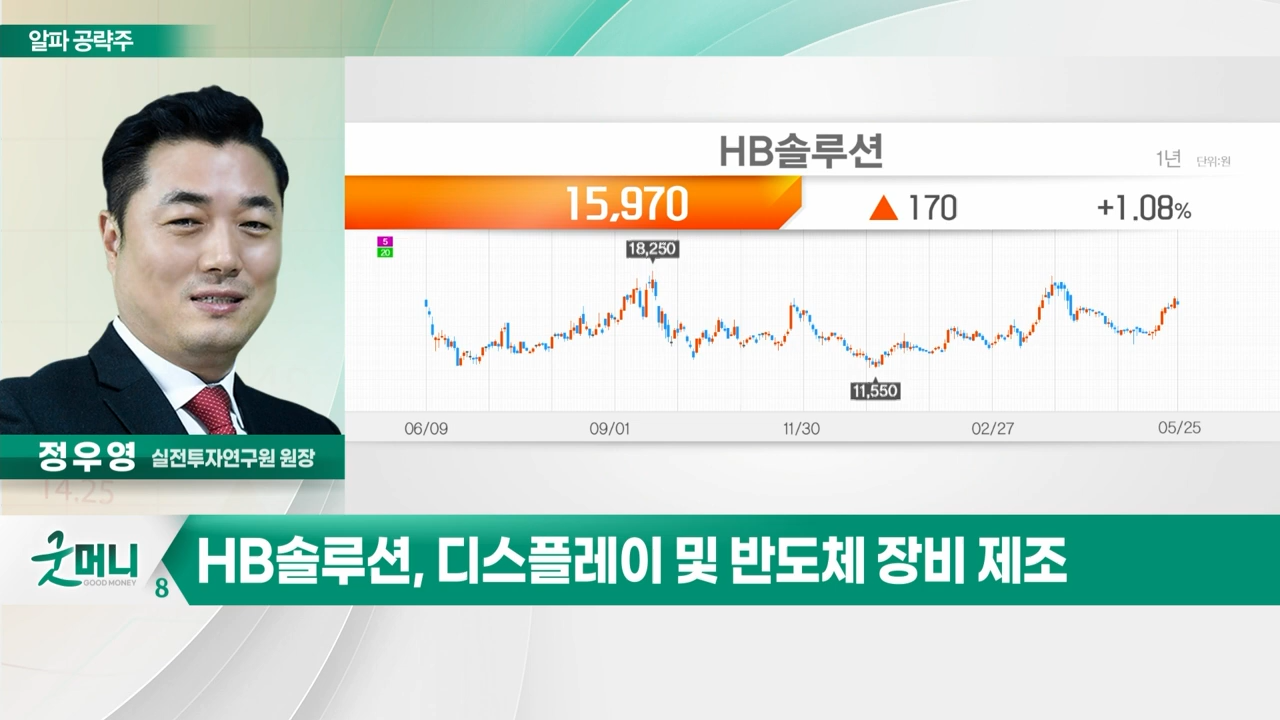 알파 공략주
HB솔루션
1년 단위:원
15,970 ▲ 170 +1.08%
5
20
18,250
11,550
06/09 09/01 11/30 02/27 05/25
정우영 실전투자연구원 원장
14.25
굿머니
GOOD MONEY
8
HB솔루션, 디스플레이 및 반도체 장비 제조